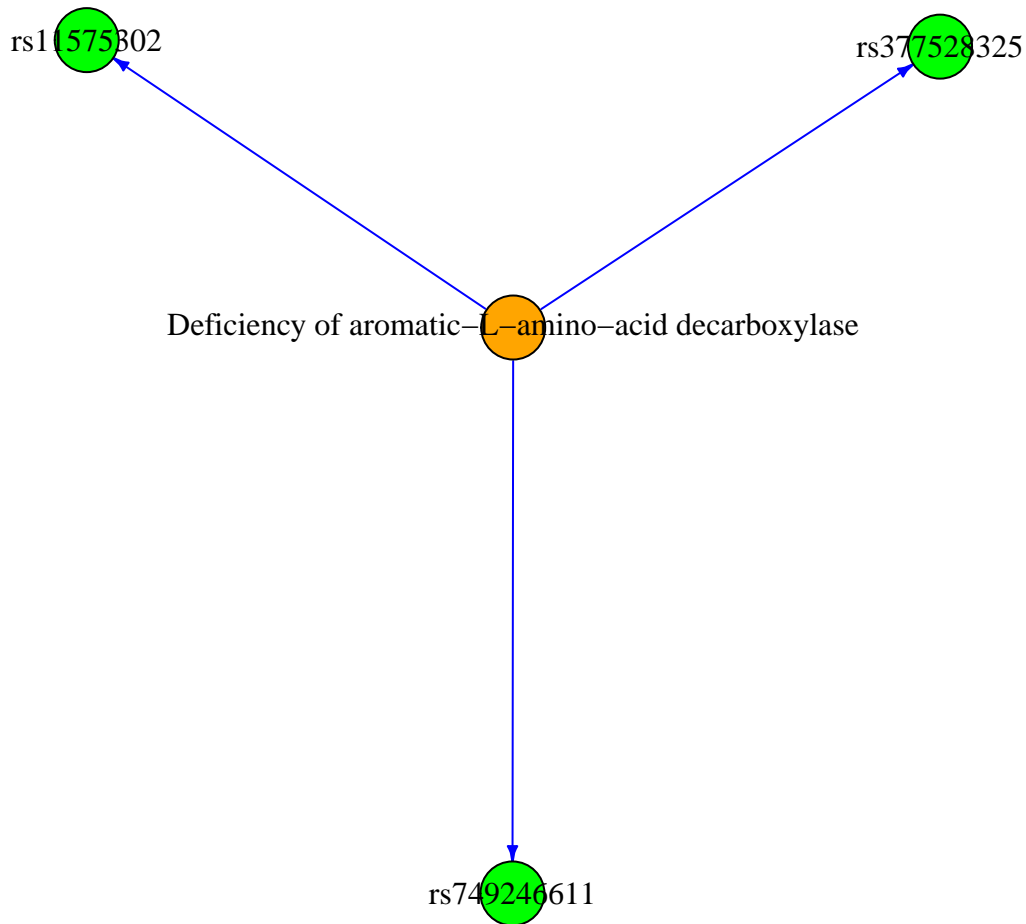 rs11575302
rs377528325
Deficiency of aromatic−L−amino−acid decarboxylase
rs749246611